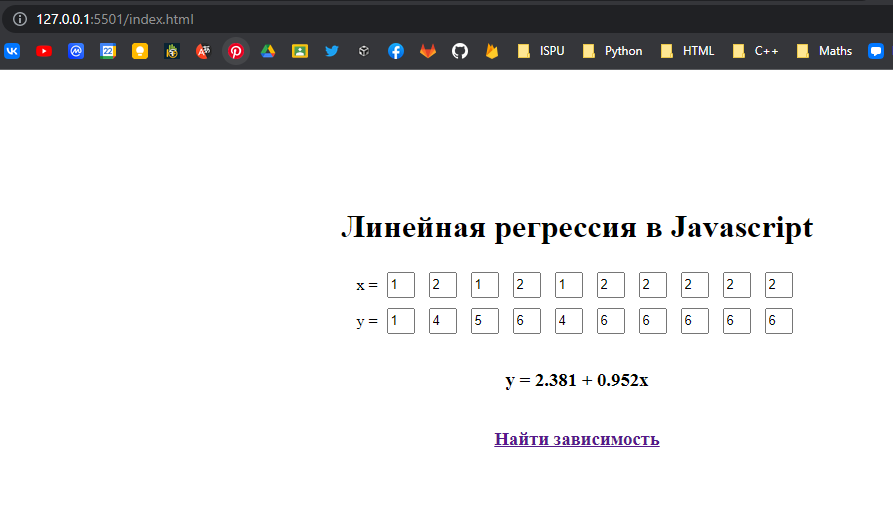 127.0.0.1:5501/index.html
22 ISPU Python HTML C++ Maths
Линейная регрессия в Javascript
x = 1 2 1 2 1 2 2 2 2 2
y = 1 4 5 6 4 6 6 6 6 6
y = 2.381 + 0.952x
Найти зависимость